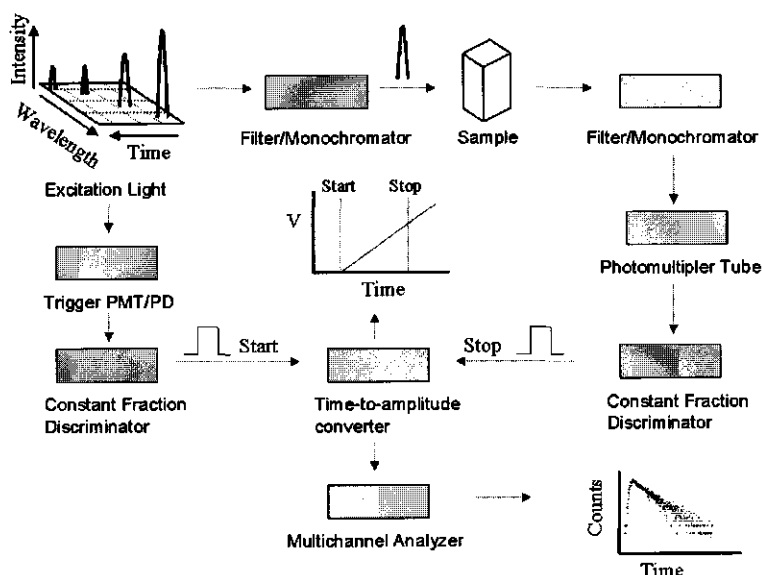 Intensity
Wavelength
Time
Excitation Light
Filter/Monochromator
Sample
Filter/Monochromator
Start
Stop
V
Time
Trigger PMT/PD
Photomultipler Tube
Start
Stop
Constant Fraction
Discriminator
Time-to-amplitude
converter
Constant Fraction
Discriminator
Multichannel Analyzer
Counts
Time